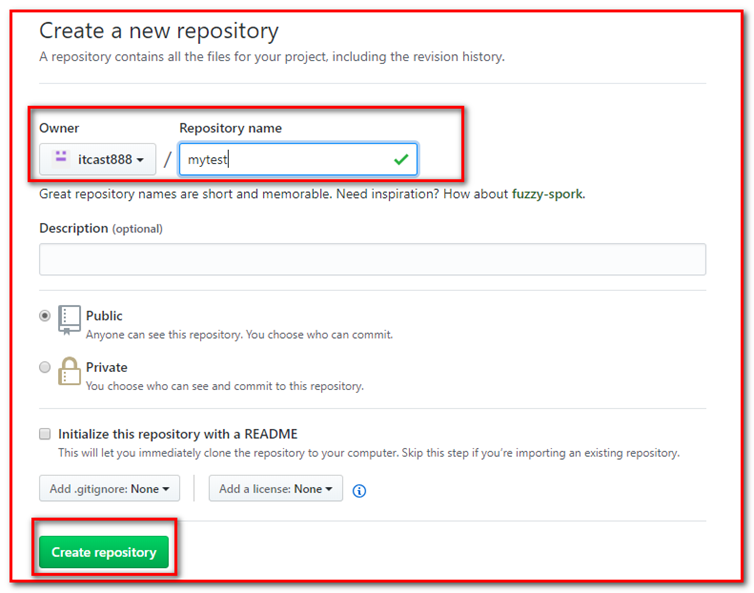 Create a new repository
A repository contains all the files for your project, including the revision history.
Owner
Repository name
itcast888
/
mytest
Great repository names are short and memorable. Need inspiration? How about fuzzy-spork.
Description (optional)
Public
Anyone can see this repository. You choose who can commit.
Private
You choose who can see and commit to this repository.
Initialize this repository with a README
This will let you immediately clone the repository to your computer. Skip this step if you're importing an existing repository.
Add .gitignore: None
Add a license: None
Create repository